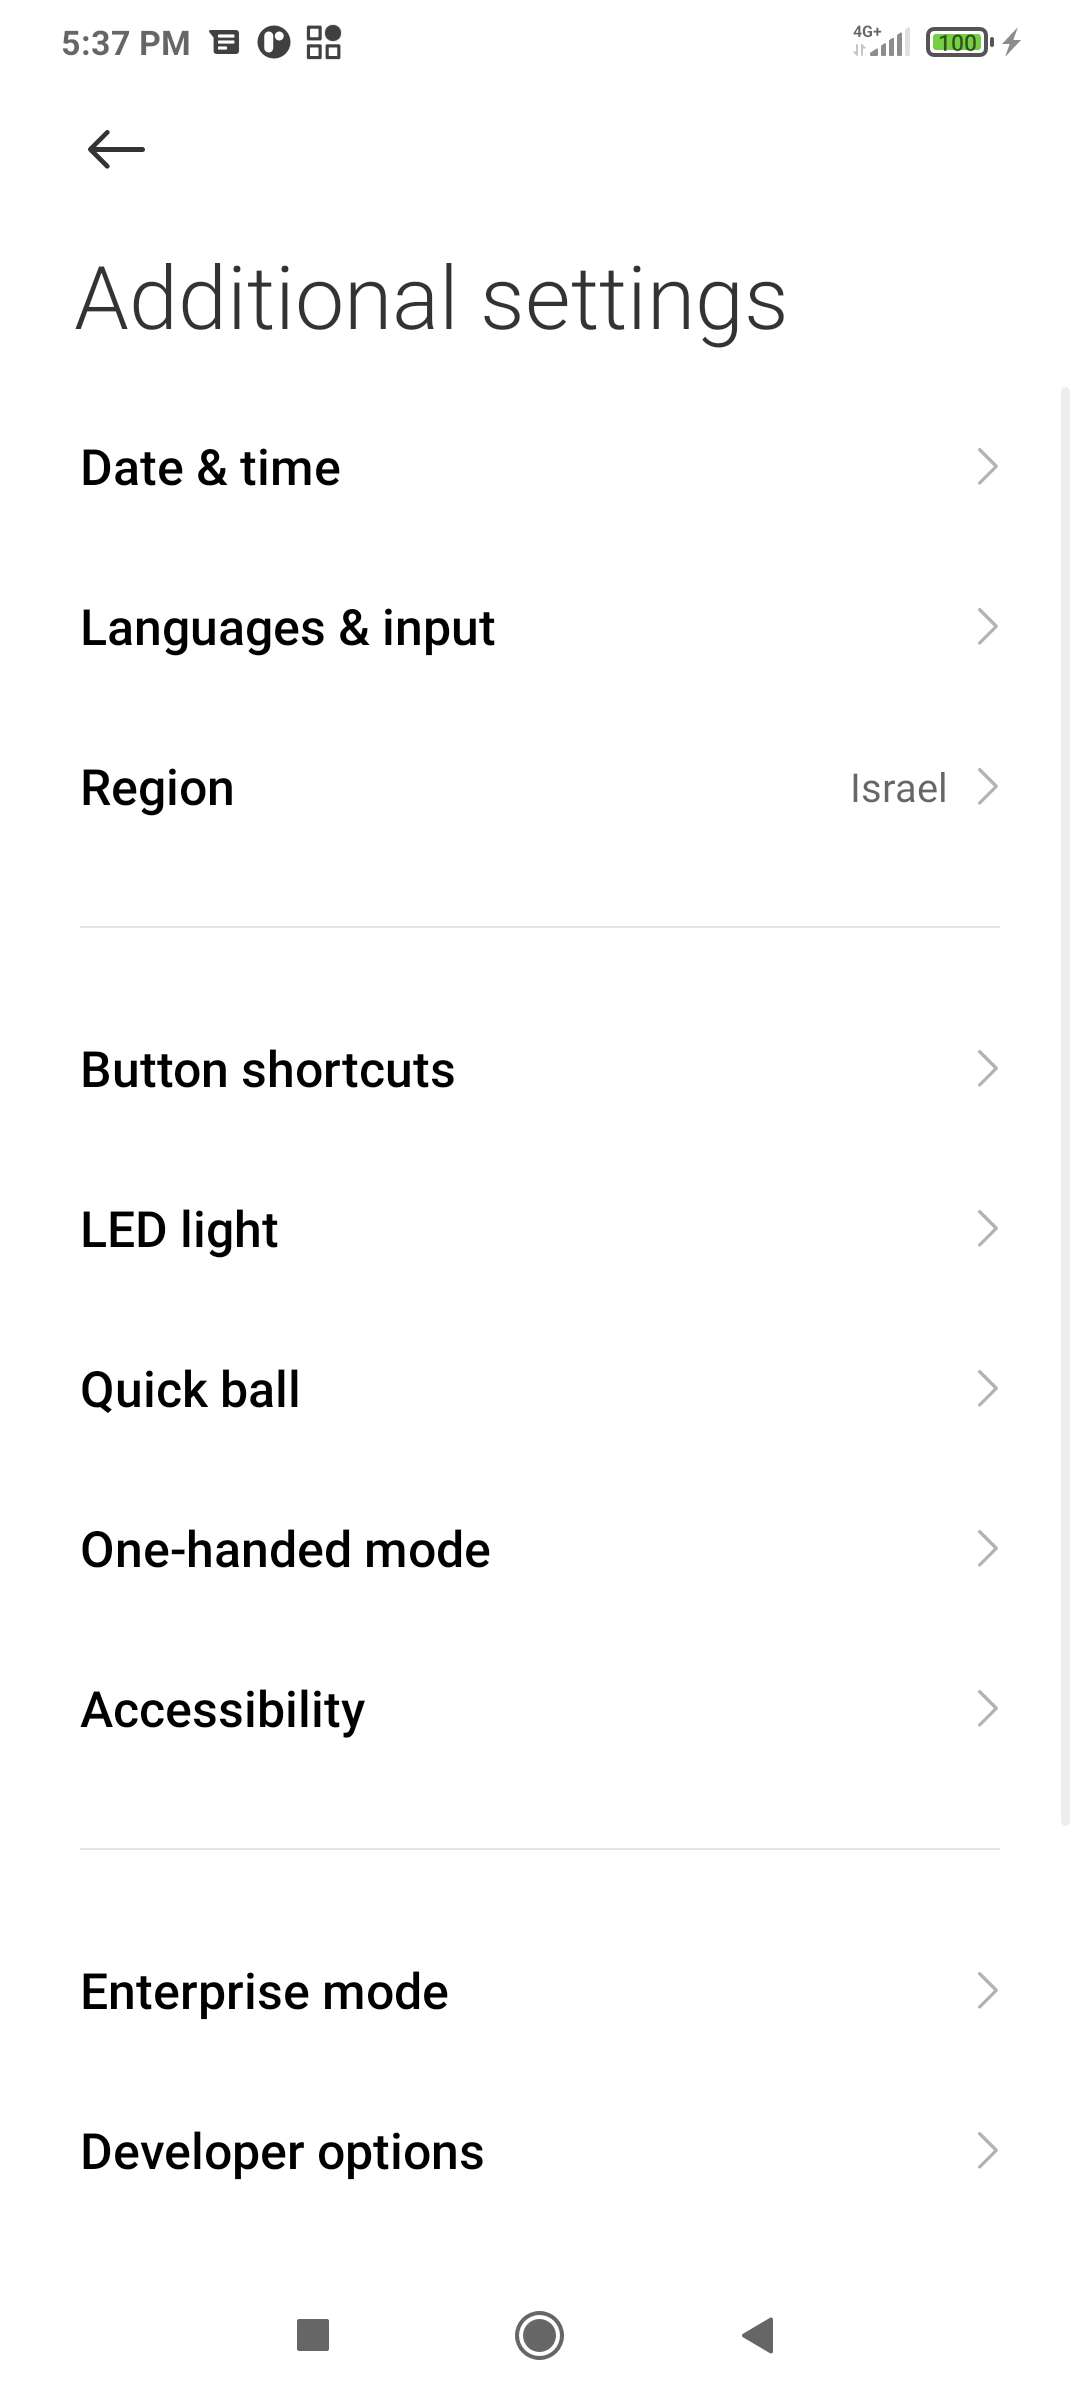 5:37 PM
4G+
100
Additional settings
Date & time
Languages & input
Region
Israel
Button shortcuts
LED light
Quick ball
One-handed mode
Accessibility
Enterprise mode
Developer options